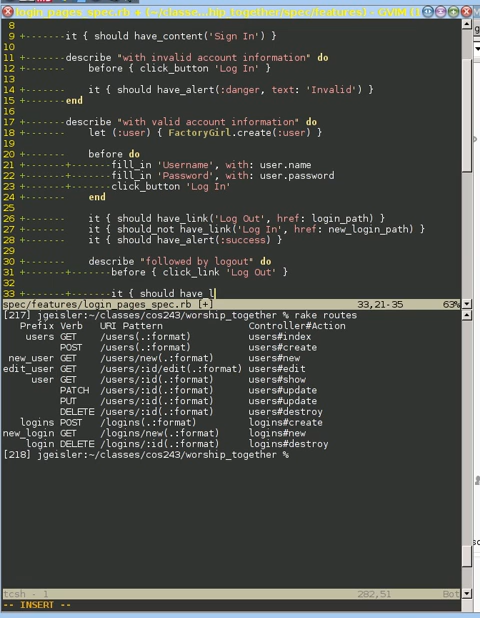 login_pages_spec.rb + (~/classe...hip_together/spec/features) - GVIM (1
8
9 +-------it { should have_content('Sign In') }
10
11 +-------describe "with invalid account information" do
12 +-------    before { click_button 'Log In' }
13
14 +-------    it { should have_alert(:danger, text: 'Invalid') }
15 +-------end
16
17 +-------describe "with valid account information" do
18 +-------    let (:user) { FactoryGirl.create(:user) }
19
20 +-------    before do
21 +-------+-------fill_in 'Username', with: user.name
22 +-------+-------fill_in 'Password', with: user.password
23 +-------+-------click_button 'Log In'
24 +-------    end
25
26 +-------    it { should have_link('Log Out', href: login_path) }
27 +-------    it { should_not have_link('Log In', href: new_login_path) }
28 +-------    it { should have_alert(:success) }
29
30 +-------    describe "followed by logout" do
31 +-------+-------before { click_link 'Log Out' }
32
33 +-------+-------it { should have_l
spec/features/login_pages_spec.rb [+] 33,21-35 63%
[217] jgeisler:~/classes/cos243/worship_together % rake routes
Prefix Verb URI Pattern Controller#Action
users GET /users(.:format) users#index
POST /users(.:format) users#create
new_user GET /users/new(.:format) users#new
edit_user GET /users/:id/edit(.:format) users#edit
user GET /users/:id(.:format) users#show
PATCH /users/:id(.:format) users#update
PUT /users/:id(.:format) users#update
DELETE /users/:id(.:format) users#destroy
logins POST /logins(.:format) logins#create
new_login GET /logins/new(.:format) logins#new
login DELETE /logins/:id(.:format) logins#destroy
[218] jgeisler:~/classes/cos243/worship_together %
tcsh - 1 282,51 Bot
-- INSERT --